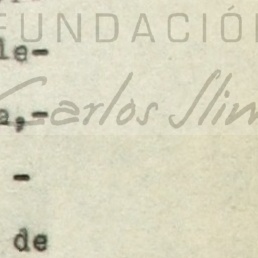 FUNDACIÓN
le-
Carlos Slim
a,-
-
de